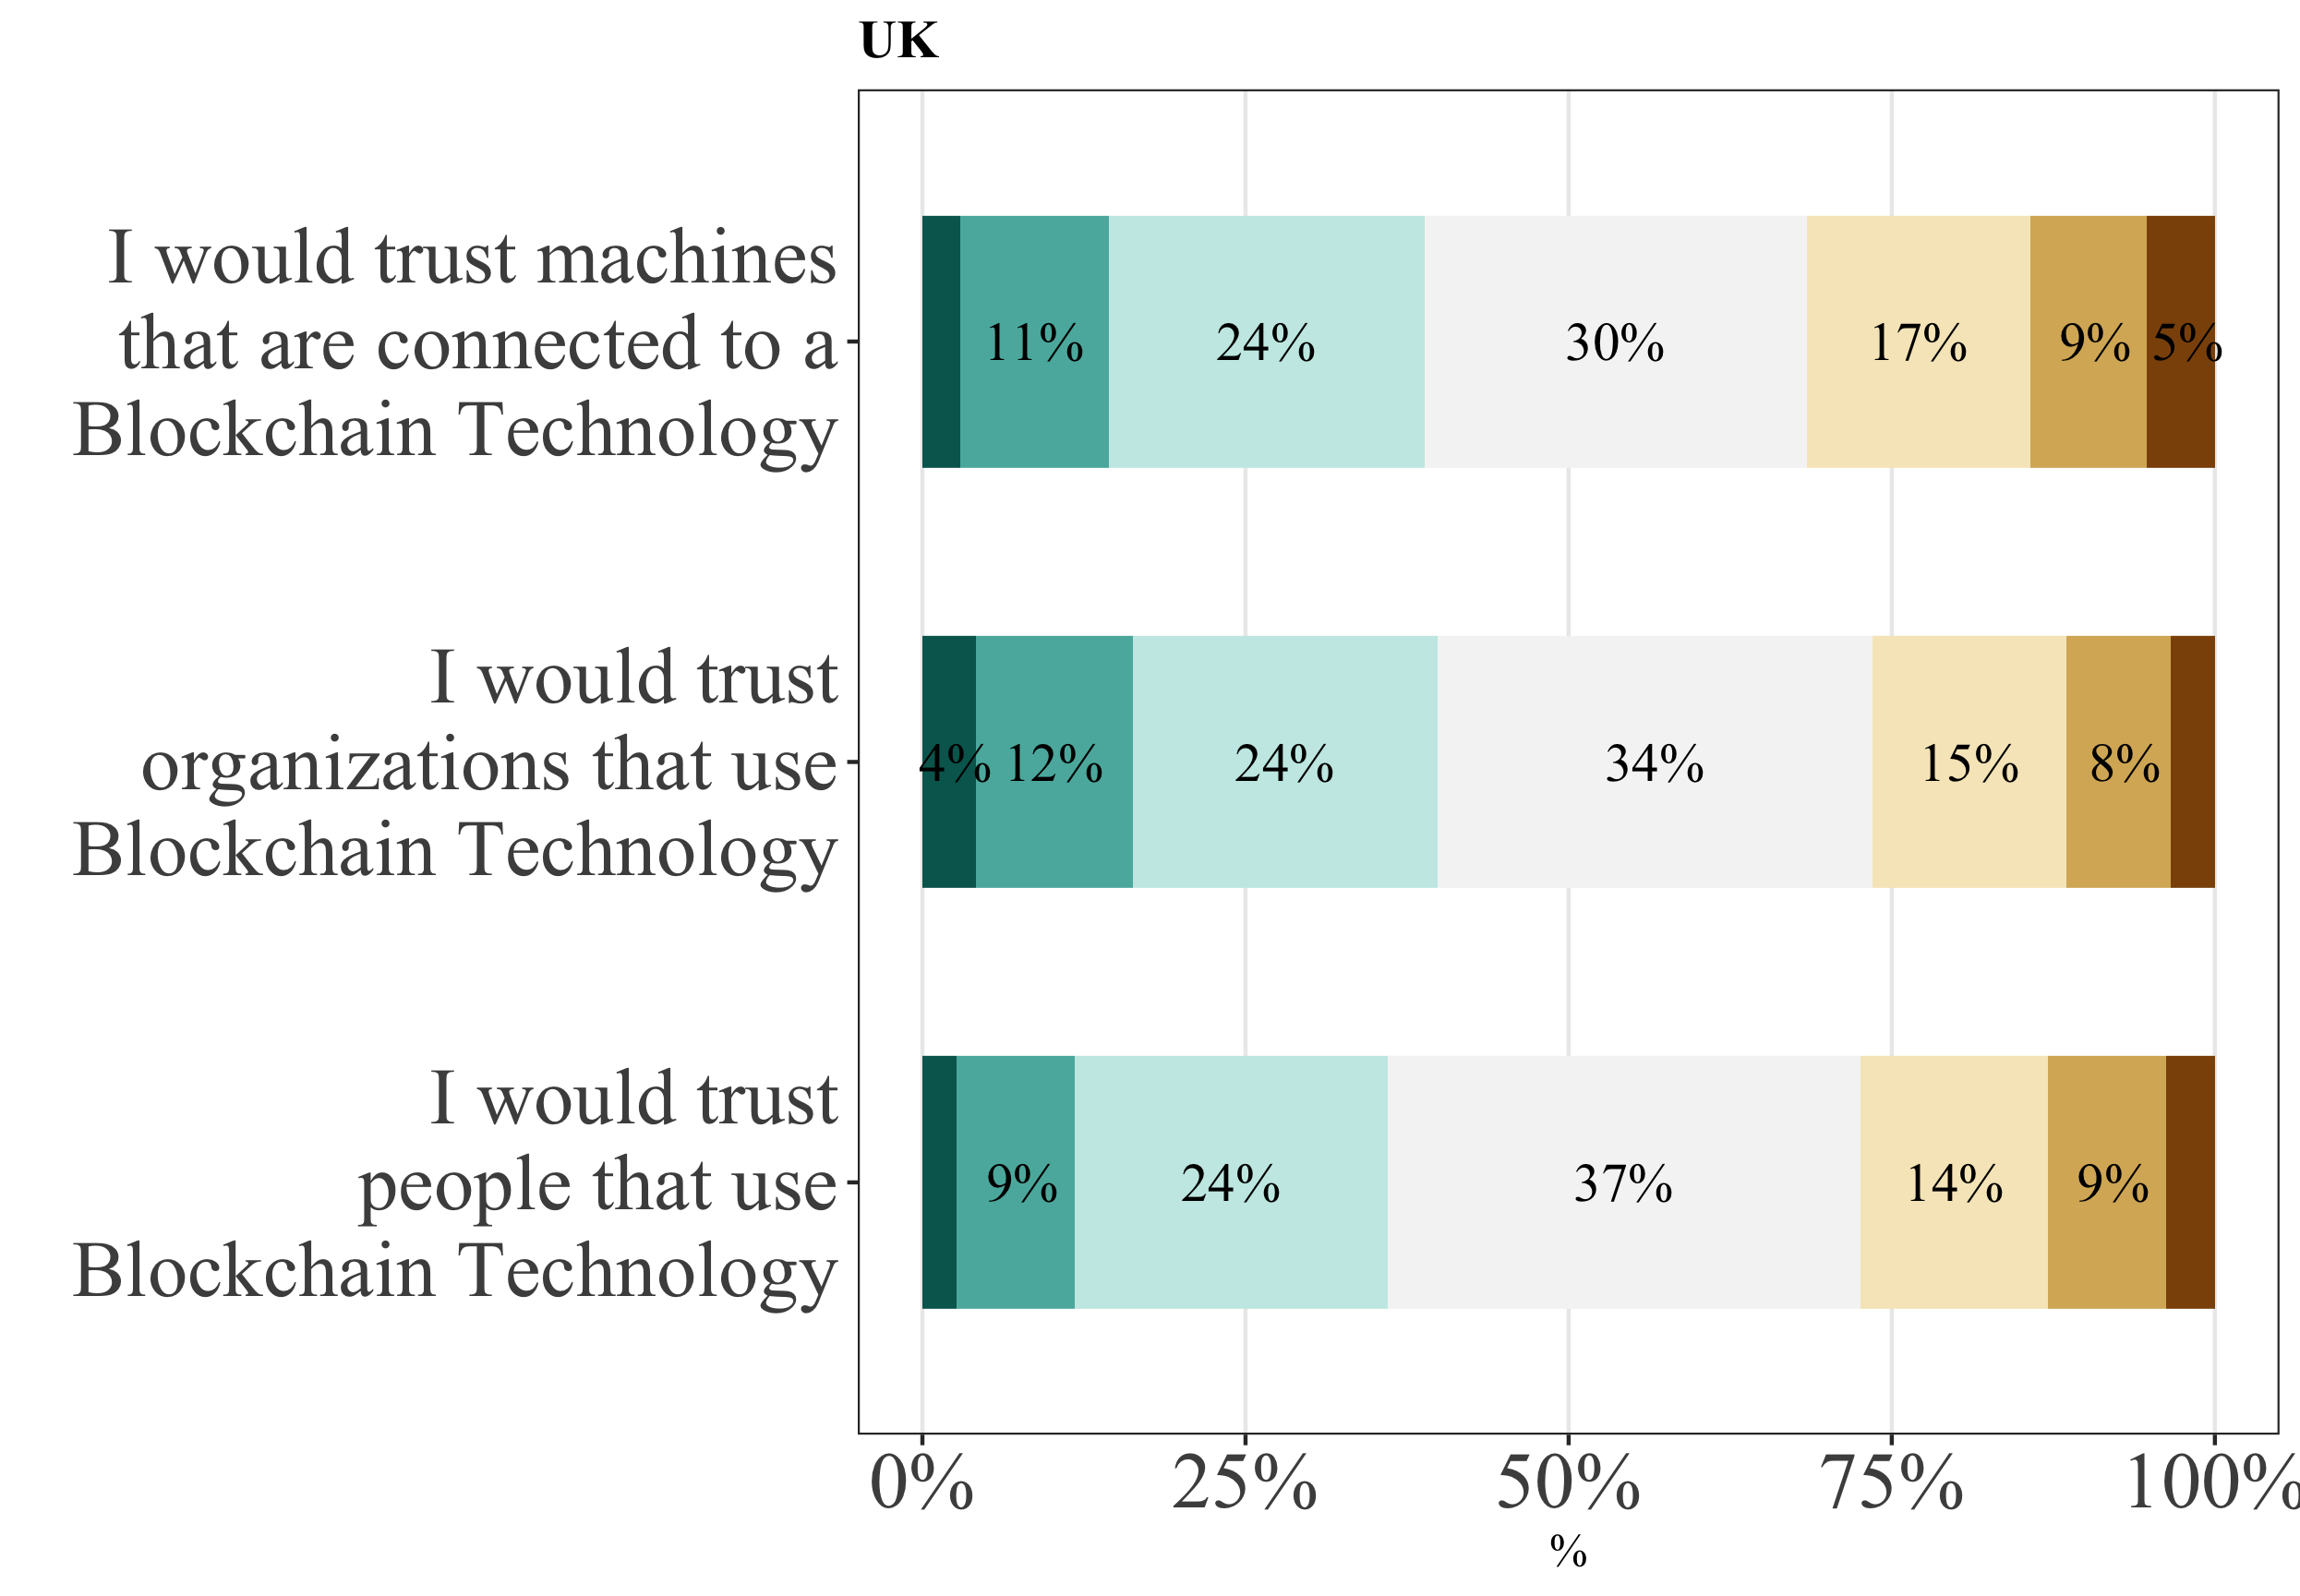 UK
I would trust machines
that are connected to a
Blockchain Technology
11% 24% 30% 17% 9% 5%
I would trust
organizations that use
Blockchain Technology
4% 12% 24% 34% 15% 8%
I would trust
people that use
Blockchain Technology
9% 24% 37% 14% 9%
0% 25% 50% 75% 100%
%